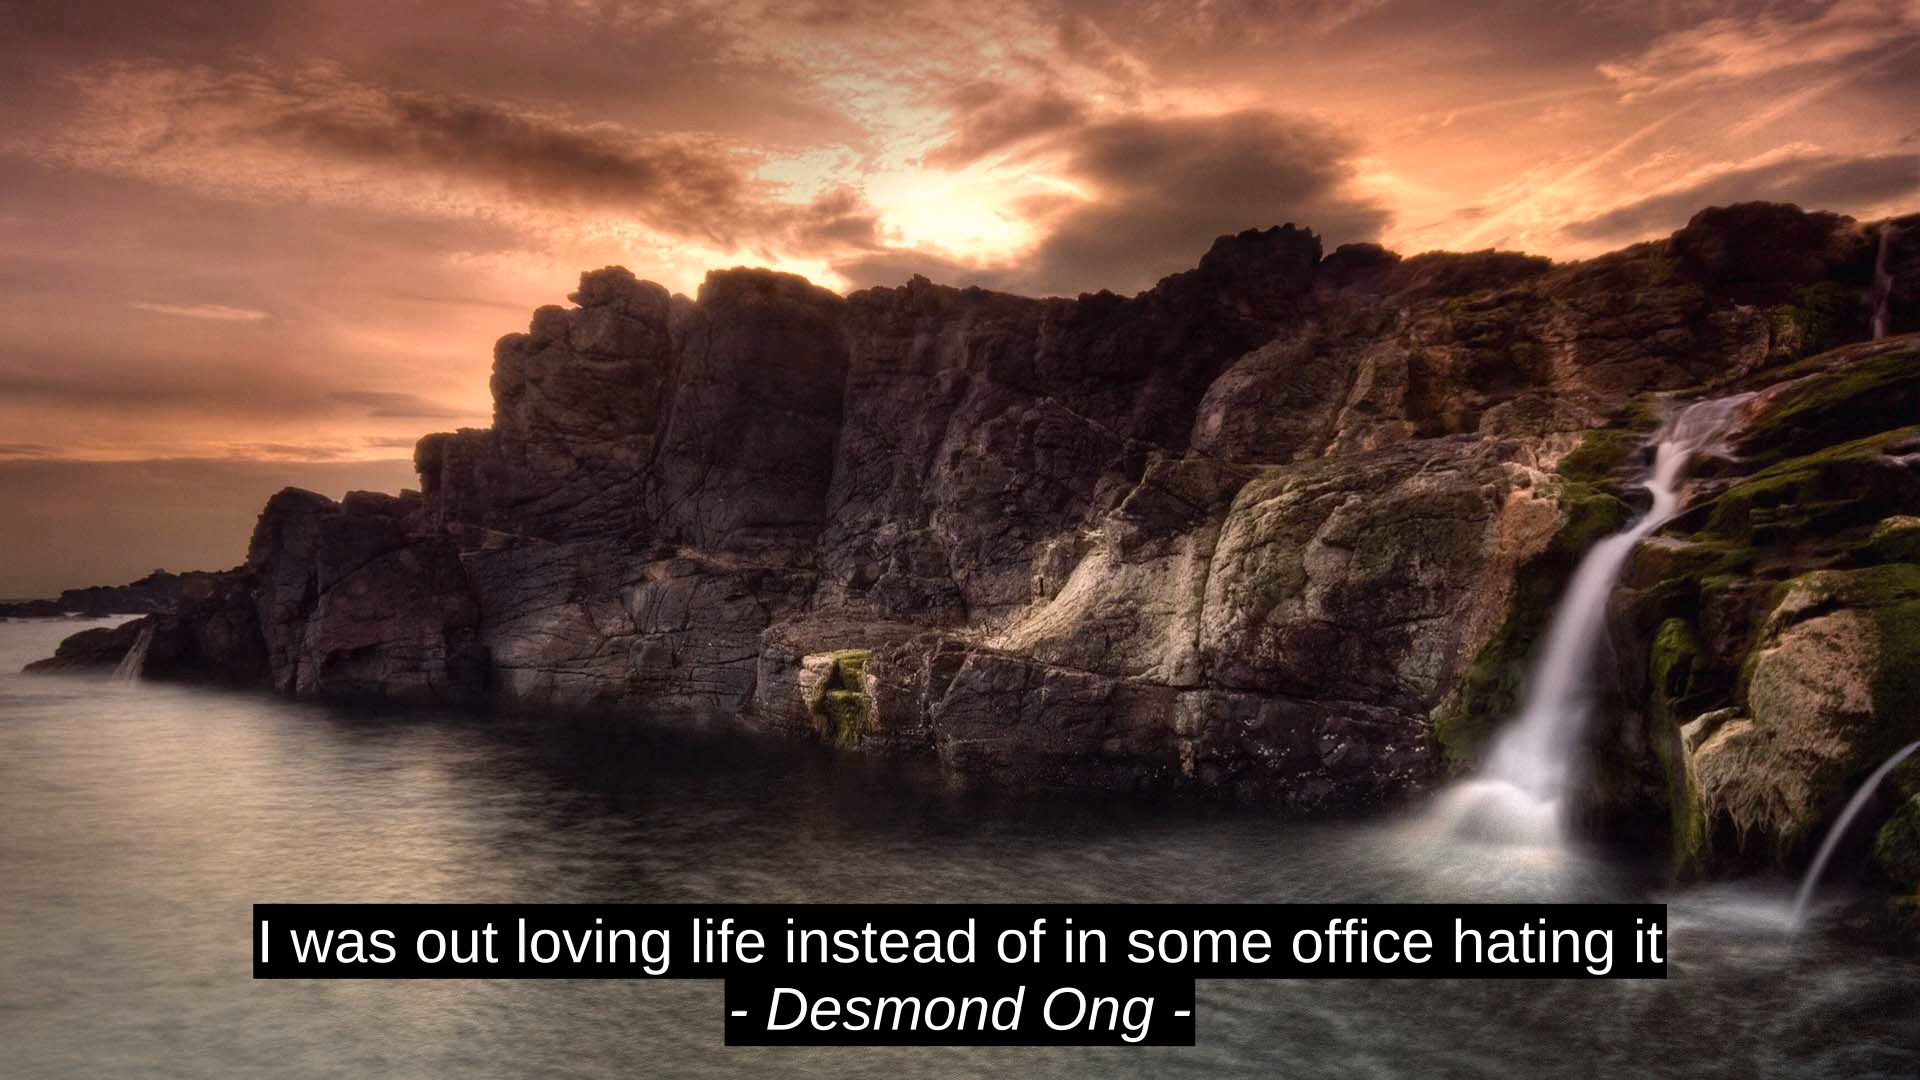 I was out loving life instead of in some office hating it
- Desmond Ong -